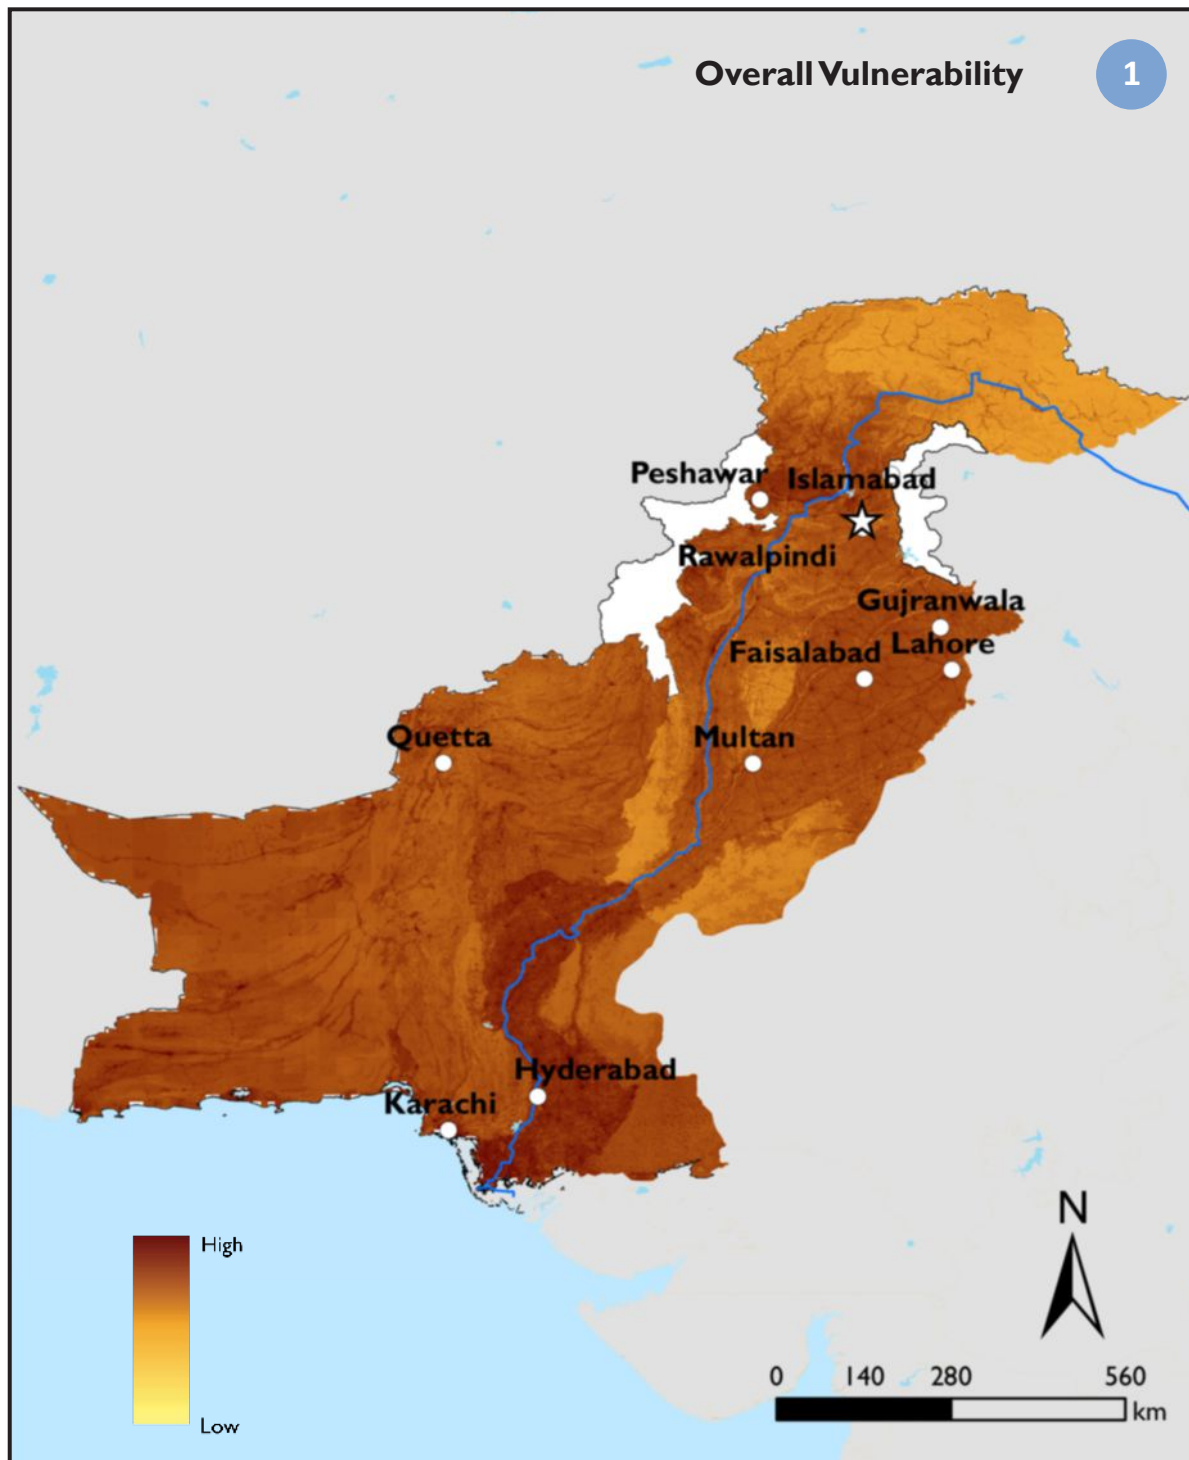 Overall Vulnerability
1
Peshawar
Islamabad
Rawalpindi
Gujranwala
Lahore
Faisalabad
Quetta
Multan
Hyderabad
Karachi
High
Low
N
0 140 280 560
km